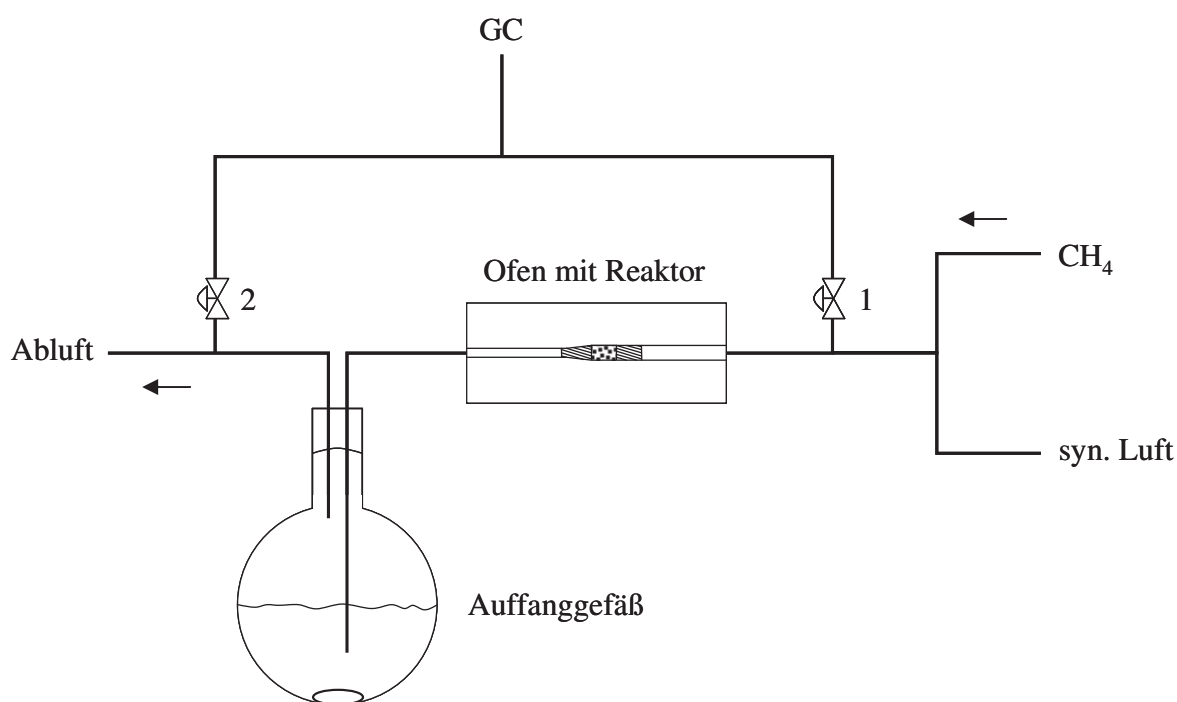 GC
CH₄
Ofen mit Reaktor
2
1
Abluft
syn. Luft
Auffanggefäß